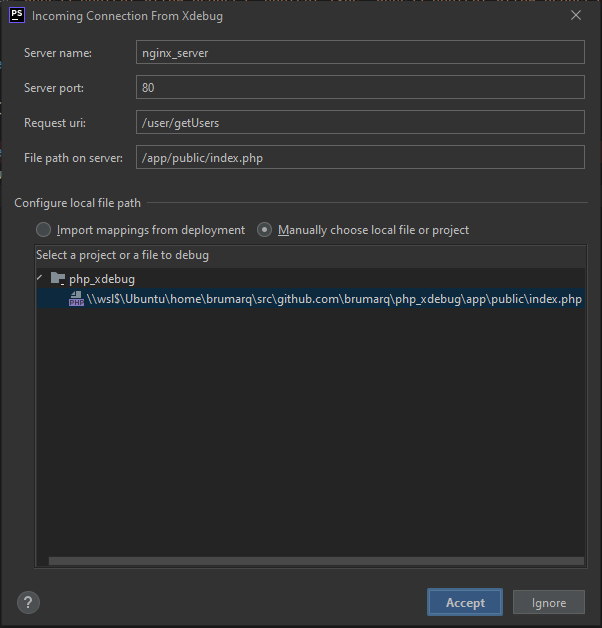 PS Incoming Connection From Xdebug
Server name: nginx_server
Server port: 80
Request uri: /user/getUsers
File path on server: /app/public/index.php
Configure local file path
Import mappings from deployment Manually choose local file or project
Select a project or a file to debug
php_xdebug
PHP \\wsl$\Ubuntu\home\brumarq\src\github.com\brumarq\php_xdebug\app\public\index.php
? Accept Ignore